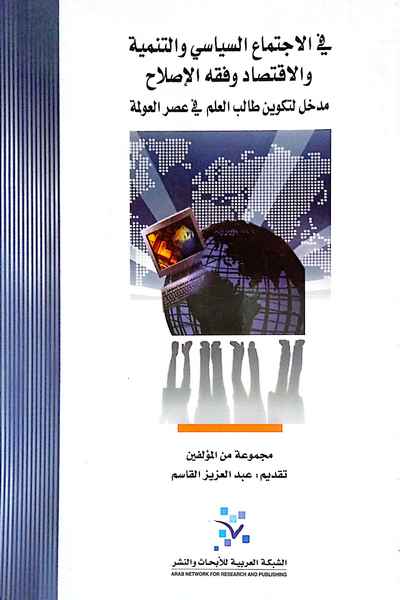 في الاجتماع السياسي والتنمية
والاقتصاد وفقه الإصلاح
مدخل لتكوين طالب العلم في عصر العولمة
مجموعة من المؤلفين
تقديم: عبد العزيز القاسم
الشبكة العربية للأبحاث والنشر
ARAB NETWORK FOR RESEARCH AND PUBLISHING